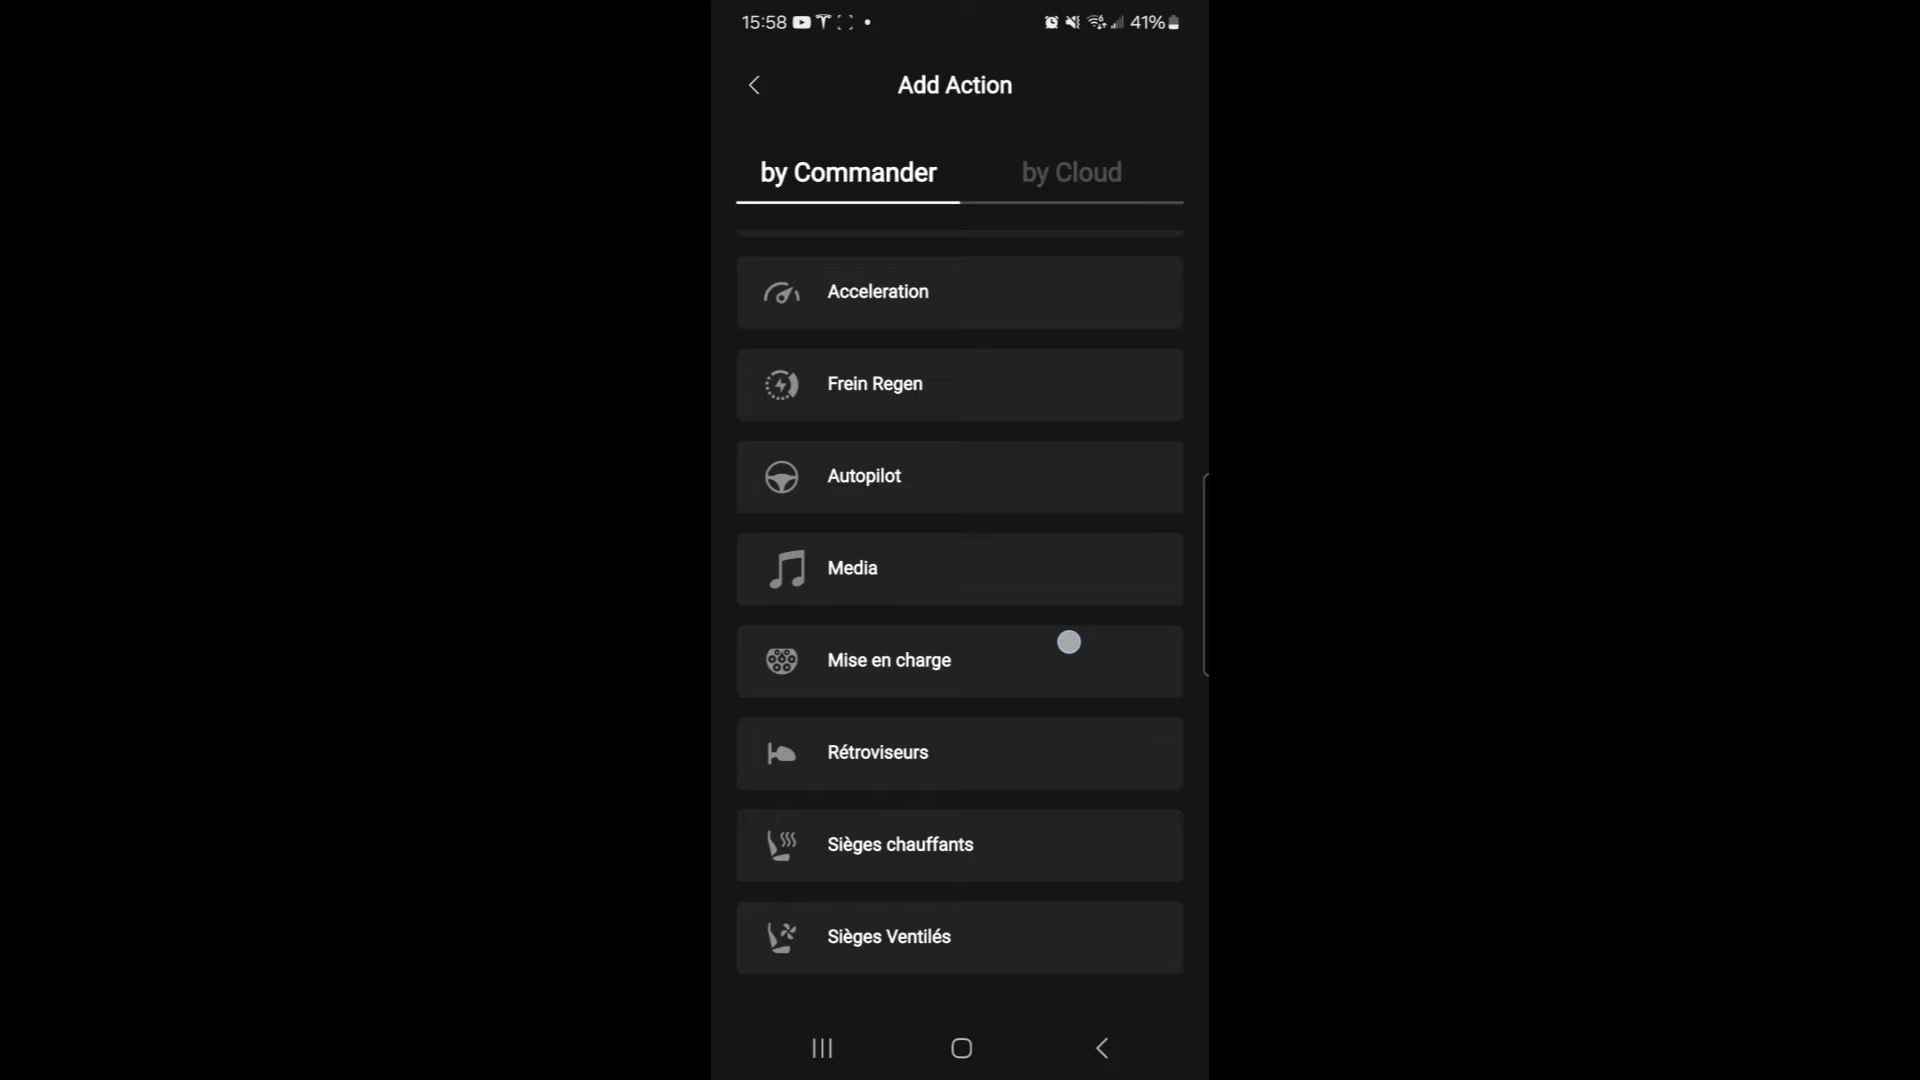 15:58
41%
Add Action
by Commander
by Cloud
Acceleration
Frein Regen
Autopilot
Media
Mise en charge
Rétroviseurs
Sièges chauffants
Sièges Ventilés